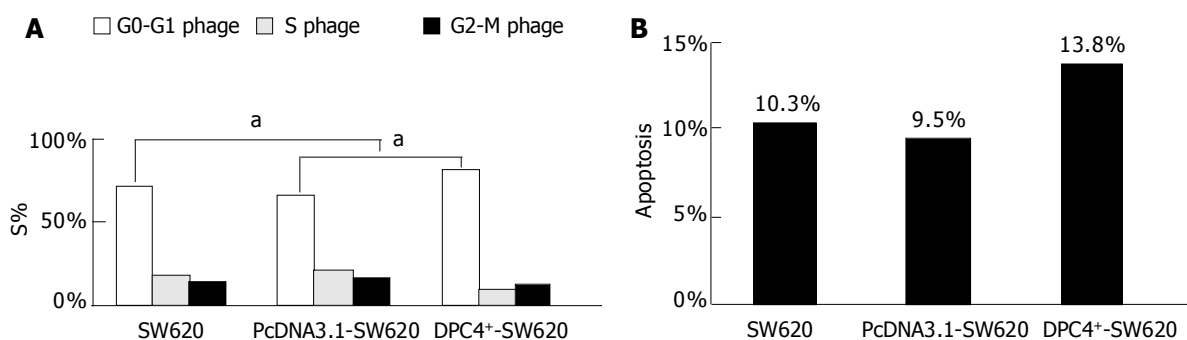 A
G0-G1 phage
S phage
G2-M phage
a
a
100%
50%
0%
S%
SW620
PcDNA3.1-SW620
DPC4⁺-SW620
B
15%
10%
5%
0%
Apoptosis
10.3%
9.5%
13.8%
SW620
PcDNA3.1-SW620
DPC4⁺-SW620